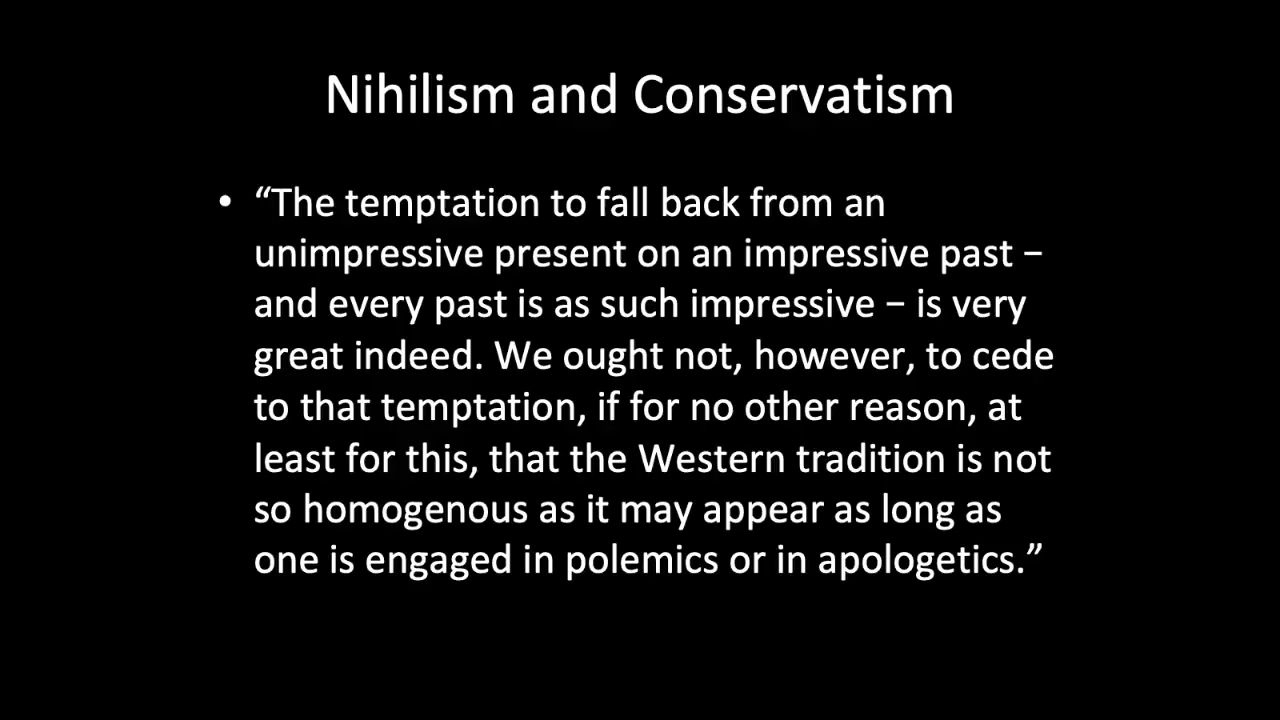 Nihilism and Conservatism
• “The temptation to fall back from an
unimpressive present on an impressive past –
and every past is as such impressive – is very
great indeed. We ought not, however, to cede
to that temptation, if for no other reason, at
least for this, that the Western tradition is not
so homogenous as it may appear as long as
one is engaged in polemics or in apologetics.”